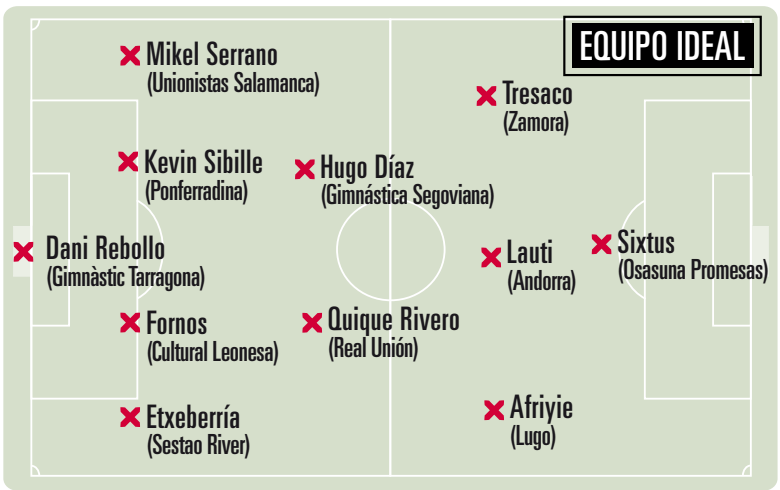 EQUIPO IDEAL
Mikel Serrano
(Unionistas Salamanca)
Tresaco
(Zamora)
Kevin Sibille
(Ponferradina)
Hugo Díaz
(Gimnástica Segoviana)
Dani Rebollo
(Gimnàstic Tarragona)
Lauti
(Andorra)
Sixtus
(Osasuna Promesas)
Fornos
(Cultural Leonesa)
Quique Rivero
(Real Unión)
Etxeberría
(Sestao River)
Afriyie
(Lugo)